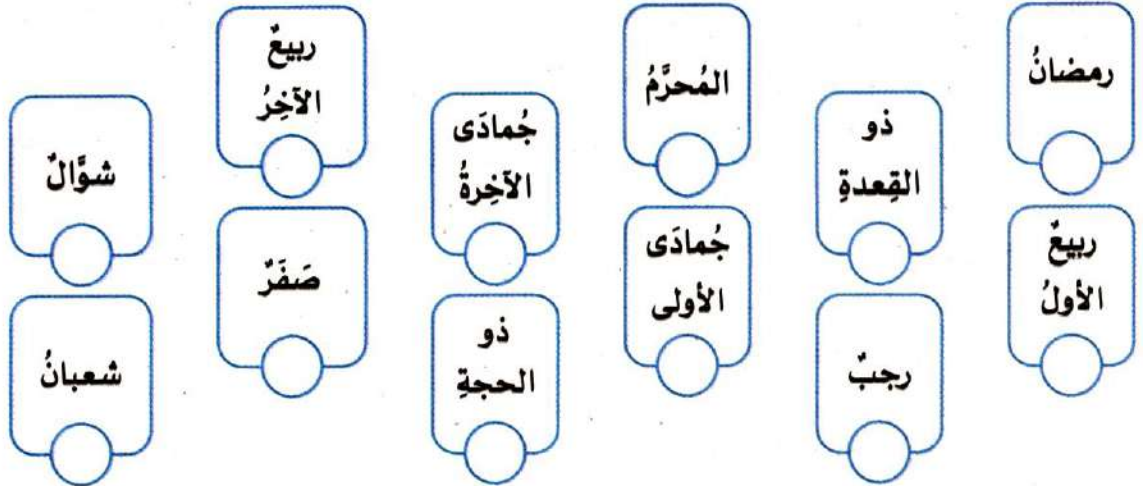 رمضانُ
ذو
القِعدةِ
المُحرَّمُ
جُمادَى
الآخِرةُ
ربيعٌ
الآخِرُ
شوَّالٌ
ربيعٌ
الأولُ
رجبٌ
جُمادَى
الأولى
ذو
الحجةِ
صَفَرٌ
شعبانُ